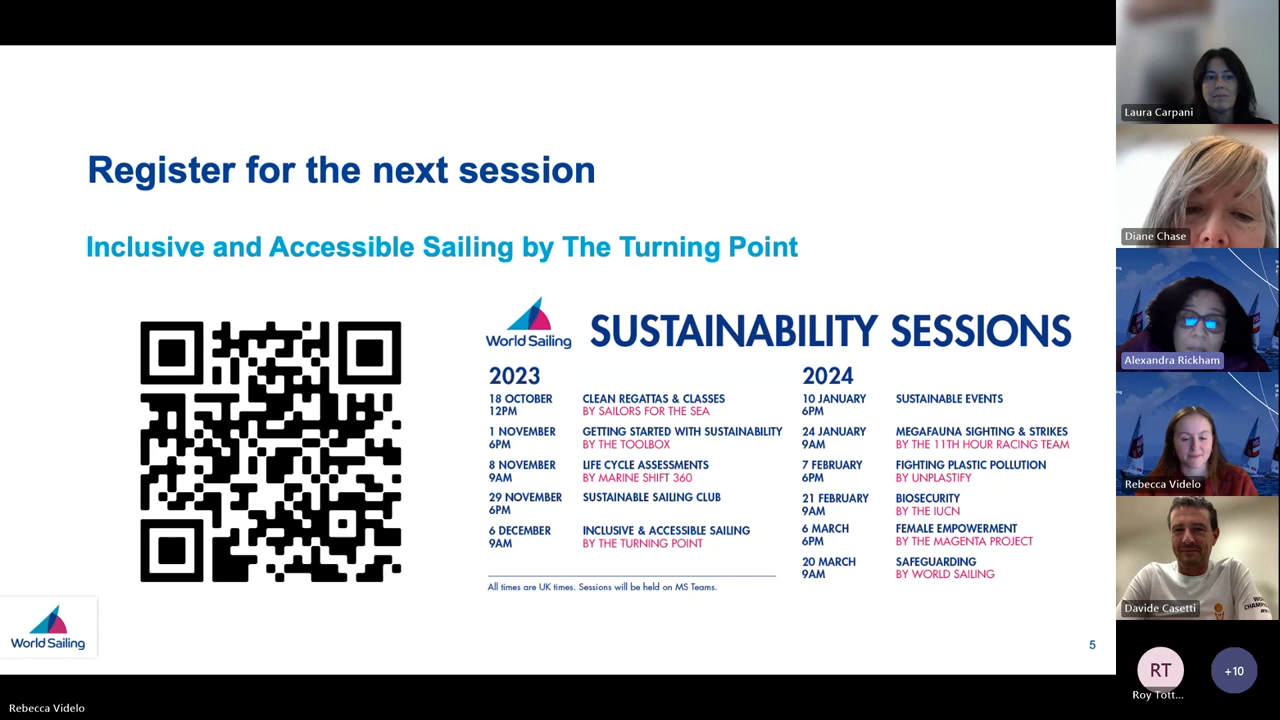 Register for the next session
Inclusive and Accessible Sailing by The Turning Point
World Sailing
SUSTAINABILITY SESSIONS
2023
18 OCTOBER
12PM
CLEAN REGATTAS & CLASSES
BY SAILORS FOR THE SEA
1 NOVEMBER
6PM
GETTING STARTED WITH SUSTAINABILITY
BY THE TOOLBOX
8 NOVEMBER
9AM
LIFE CYCLE ASSESSMENTS
BY MARINE SHIFT 360
29 NOVEMBER
6PM
SUSTAINABLE SAILING CLUB
6 DECEMBER
9AM
INCLUSIVE & ACCESSIBLE SAILING
BY THE TURNING POINT
All times are UK times. Sessions will be held on MS Teams.
2024
10 JANUARY
6PM
SUSTAINABLE EVENTS
24 JANUARY
9AM
MEGAFAUNA SIGHTING & STRIKES
BY THE 11TH HOUR RACING TEAM
7 FEBRUARY
6PM
FIGHTING PLASTIC POLLUTION
BY UNPLASTIFY
21 FEBRUARY
9AM
BIOSECURITY
BY THE IUCN
6 MARCH
6PM
FEMALE EMPOWERMENT
BY THE MAGENTA PROJECT
20 MARCH
9AM
SAFEGUARDING
BY WORLD SAILING
World Sailing
5
Rebecca Videlo
Laura Carpani
Diane Chase
Alexandra Rickham
Rebecca Videlo
Davide Casetti
RT
Roy Tott...
+10